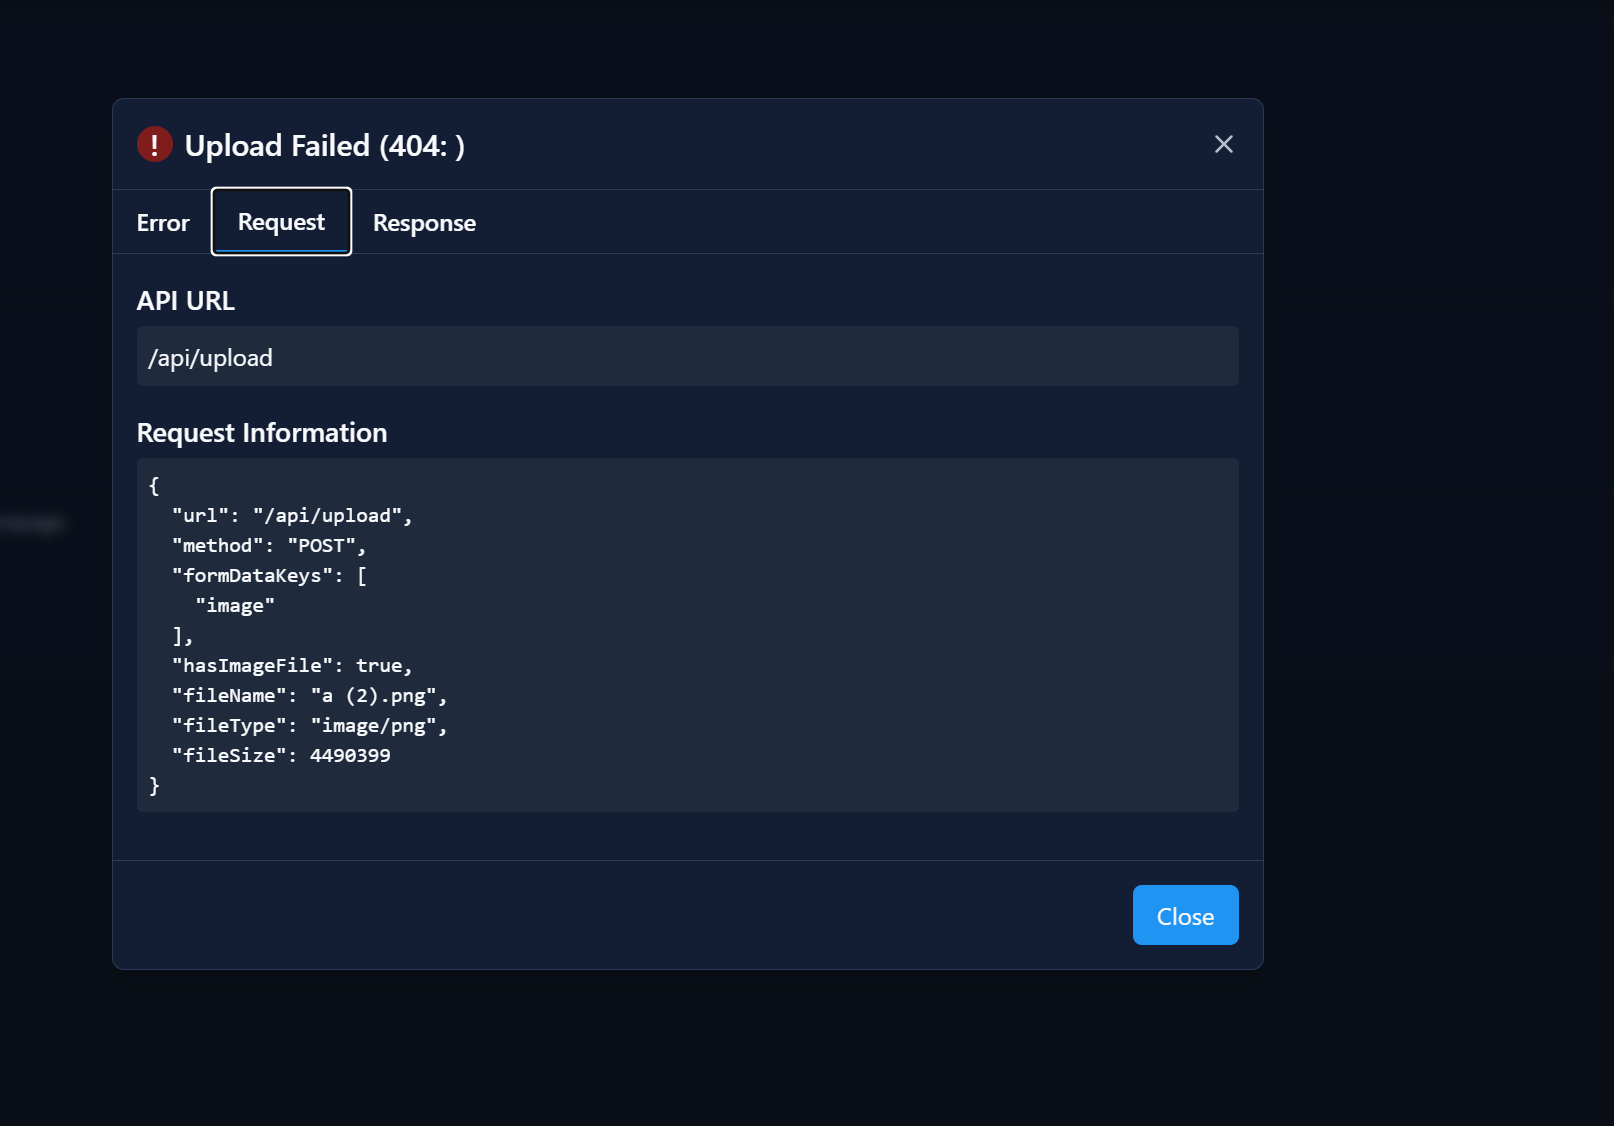 ! Upload Failed (404: )
Error Request Response
API URL
/api/upload
Request Information
{
  "url": "/api/upload",
  "method": "POST",
  "formDataKeys": [
    "image"
  ],
  "hasImageFile": true,
  "fileName": "a (2).png",
  "fileType": "image/png",
  "fileSize": 4490399
}
Close